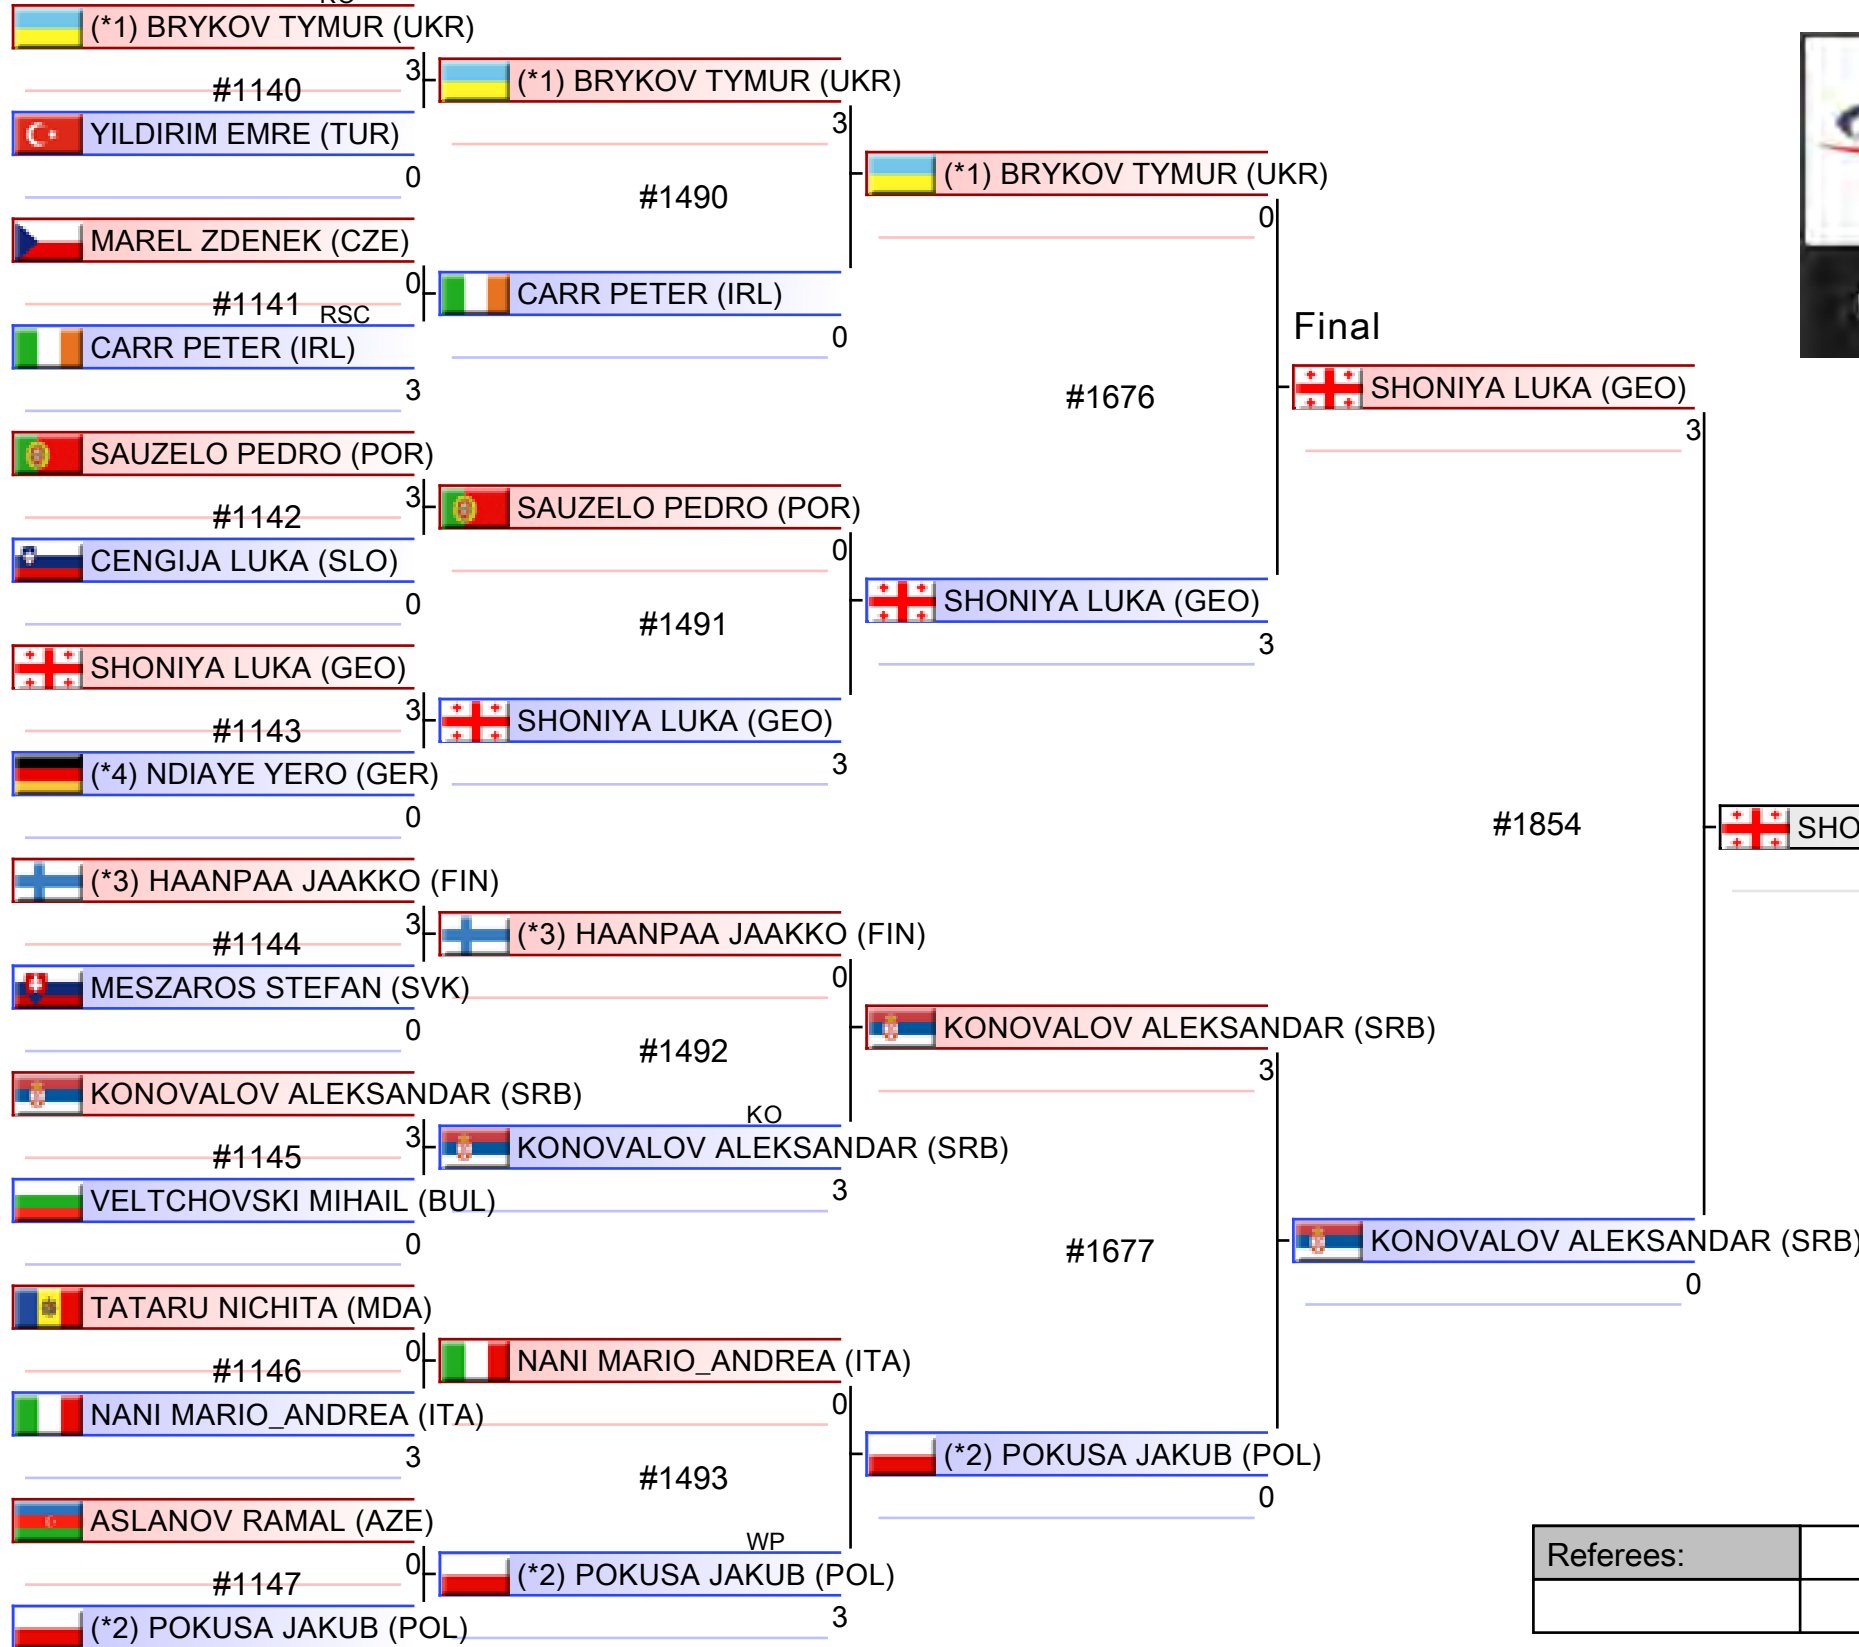 (*1) BRYKOV TYMUR (UKR)
3
#1140
YILDIRIM EMRE (TUR)
0
MAREL ZDENEK (CZE)
0
#1141 RSC
CARR PETER (IRL)
3
SAUZELO PEDRO (POR)
3
#1142
CENGIJA LUKA (SLO)
0
SHONIYA LUKA (GEO)
3
#1143
(*4) NDIAYE YERO (GER)
0
(*3) HAANPAA JAAKKO (FIN)
3
#1144
MESZAROS STEFAN (SVK)
0
KONOVALOV ALEKSANDAR (SRB)
3
#1145
VELTCHOVSKI MIHAIL (BUL)
0
TATARU NICHITA (MDA)
0
#1146
NANI MARIO_ANDREA (ITA)
3
ASLANOV RAMAL (AZE)
0
#1147
(*2) POKUSA JAKUB (POL)
(*1) BRYKOV TYMUR (UKR)
3
#1490
CARR PETER (IRL)
0
SAUZELO PEDRO (POR)
0
#1491
SHONIYA LUKA (GEO)
3
(*3) HAANPAA JAAKKO (FIN)
0
#1492
KO
KONOVALOV ALEKSANDAR (SRB)
3
NANI MARIO_ANDREA (ITA)
0
#1493
WP
(*2) POKUSA JAKUB (POL)
3
(*1) BRYKOV TYMUR (UKR)
0
#1676
SHONIYA LUKA (GEO)
3
KONOVALOV ALEKSANDAR (SRB)
3
#1677
(*2) POKUSA JAKUB (POL)
0
Final
SHONIYA LUKA (GEO)
3
#1854
KONOVALOV ALEKSANDAR (SRB)
0
SHO
Referees: